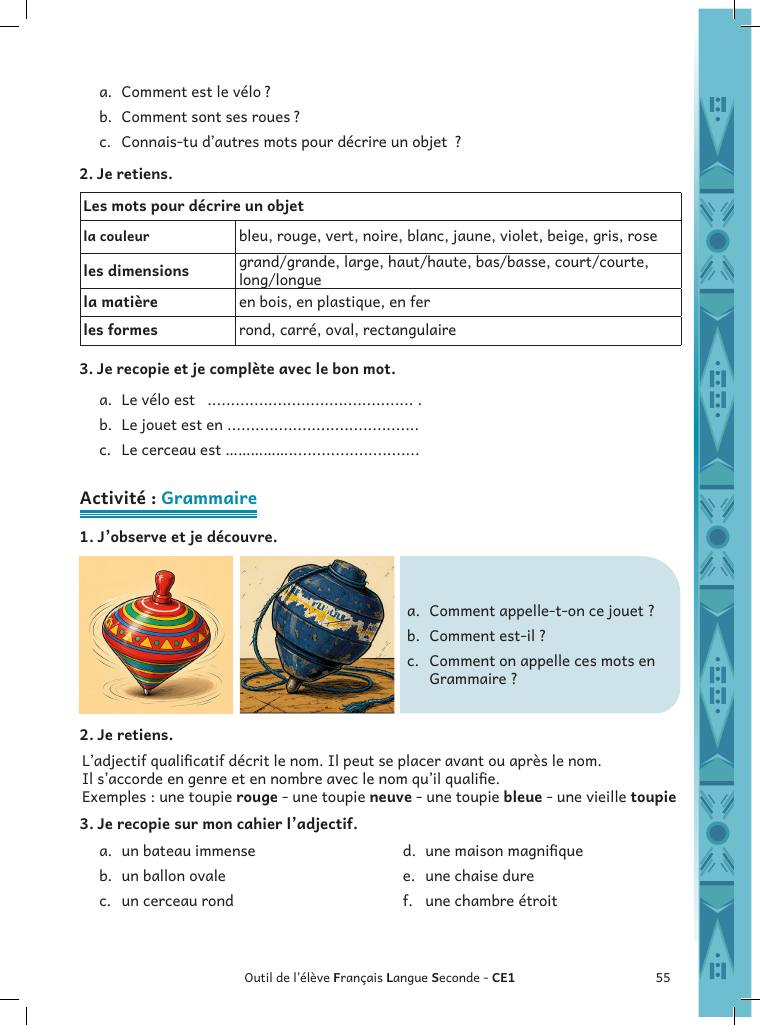 a. Comment est le vélo ?
b. Comment sont ses roues ?
c. Connais-tu d'autres mots pour décrire un objet ?
2. Je retiens.
Les mots pour décrire un objet
la couleur bleu, rouge, vert, noire, blanc, jaune, violet, beige, gris, rose
les dimensions grand/grande, large, haut/haute, bas/basse, court/courte,
long/longue
la matière en bois, en plastique, en fer
les formes rond, carré, oval, rectangulaire
3. Je recopie et je complète avec le bon mot.
a. Le vélo est ............................................ .
b. Le jouet est en .........................................
c. Le cerceau est ..........................................
Activité : Grammaire
1. J'observe et je découvre.
a. Comment appelle-t-on ce jouet ?
b. Comment est-il ?
c. Comment on appelle ces mots en
Grammaire ?
2. Je retiens.
L'adjectif qualificatif décrit le nom. Il peut se placer avant ou après le nom.
Il s'accorde en genre et en nombre avec le nom qu'il qualifie.
Exemples : une toupie rouge - une toupie neuve - une toupie bleue - une vieille toupie
3. Je recopie sur mon cahier l'adjectif.
a. un bateau immense
b. un ballon ovale
c. un cerceau rond
d. une maison magnifique
e. une chaise dure
f. une chambre étroit
Outil de l'élève Français Langue Seconde - CE1 55